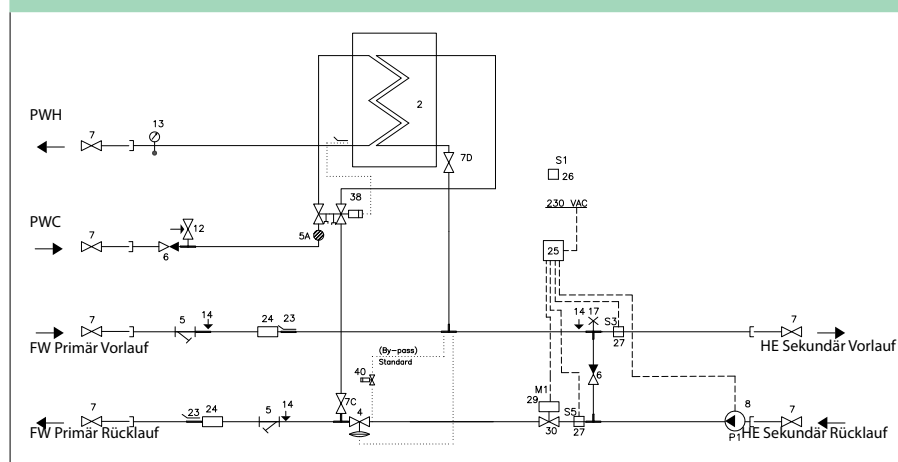 2
PWH
7
13
7D
S1
26
38
230 VAC
PWC
7
12
5A
6
25
7
5
14
24
23
14
17
S3
7
27
FW Primär Vorlauf
HE Sekundär Vorlauf
(By-pass)
Standard
40
6
M1
29
7
23
24
5
14
7C
4
30
S5
27
8
7
P1
FW Primär Rücklauf
HE Sekundär Rücklauf